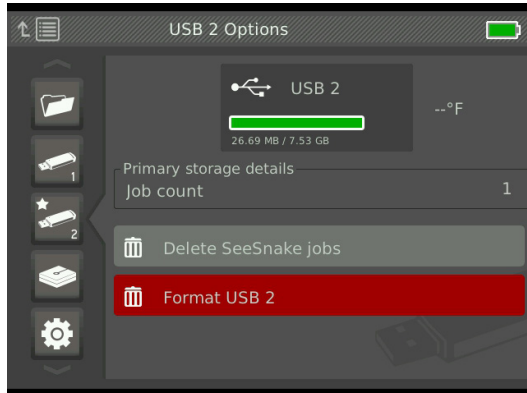 USB 2 Options
USB 2
26.69 MB / 7.53 GB
--°F
1
2
Primary storage details
Job count 1
Delete SeeSnake jobs
Format USB 2